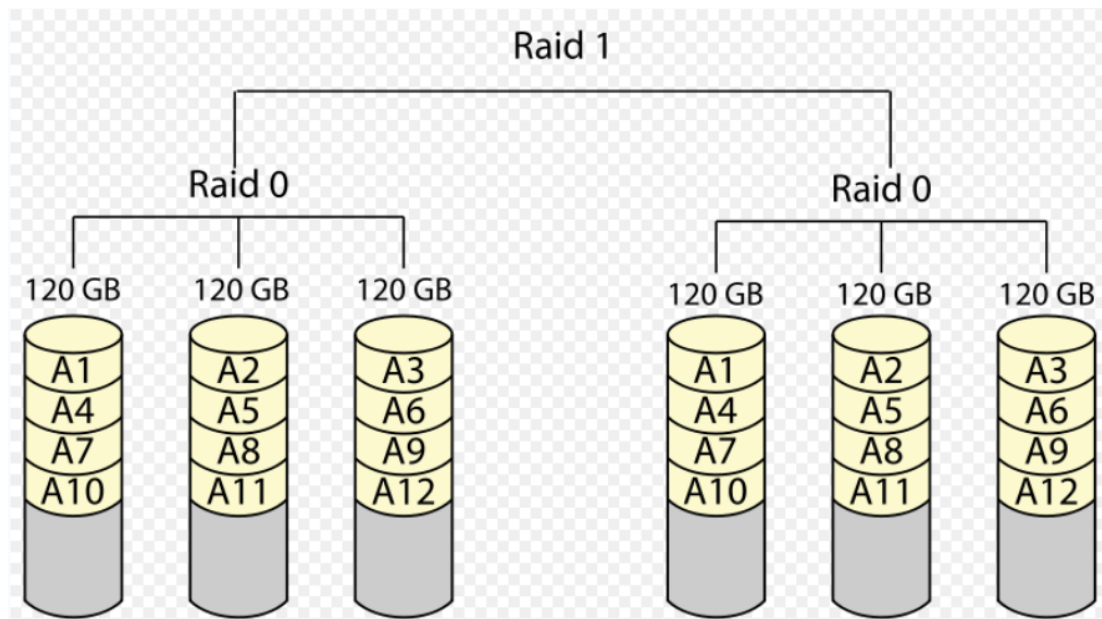 Raid 1
Raid 0
Raid 0
120 GB 120 GB 120 GB
120 GB 120 GB 120 GB
A1 A2 A3 A1 A2 A3
A4 A5 A6 A4 A5 A6
A7 A8 A9 A7 A8 A9
A10 A11 A12 A10 A11 A12